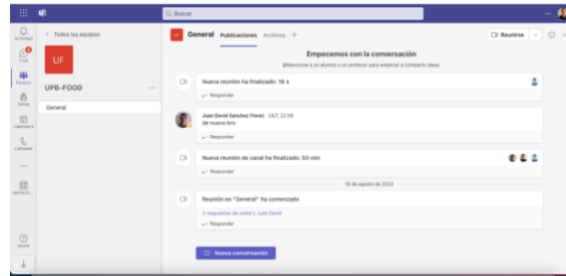 Buscar
Actividad
Chat
Equipos
Tareas
Calendario
Llamadas
Aplicacio...
Ayuda
Todos los equipos
UF
UPB-FOOD
General
UF
General Publicaciones Archivos +
Reunirse
Empecemos con la conversación
@Menciona a un alumno o un profesor para empezar a compartir ideas.
Nueva reunión ha finalizado: 16 s
Responder
Juan David Sanchez Florez 24/7, 22:04
de nuevo bro
Responder
Nueva reunión de canal ha finalizado: 50 min
Responder
18 de agosto de 2023
Reunión en "General" ha comenzado
3 respuestas de usted y Juan David
Responder
Nueva conversación